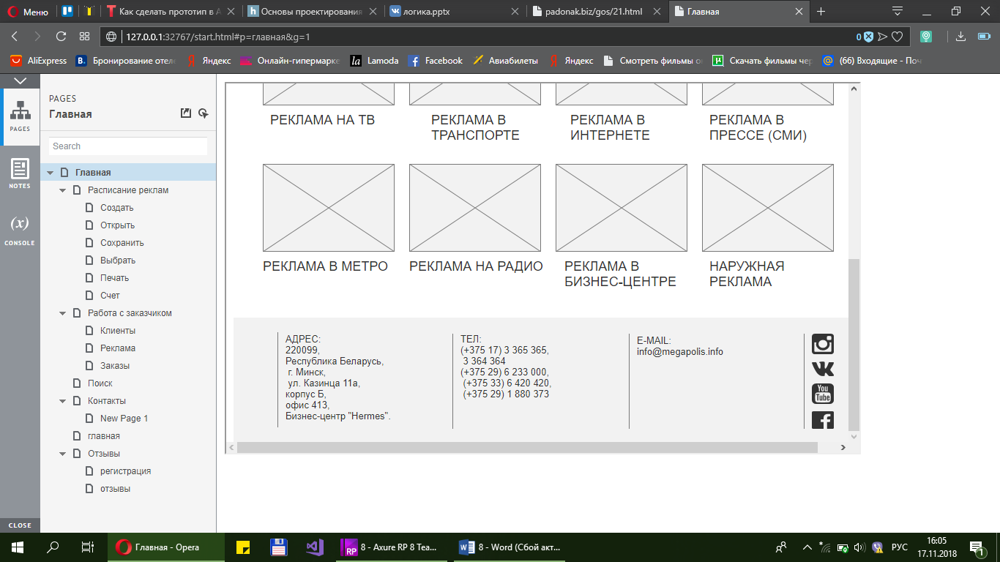 Меню
Как сделать прототип в A
Основы проектирования
логика.pptx
padonak.biz/gos/21.html
Главная
127.0.0.1:32767/start.html#p=главная&g=1
0
AliExpress
B. Бронирование отеле
Яндекс
Онлайн-гипермарке
la Lamoda
Facebook
Авиабилеты
Яндекс
Смотреть фильмы о
Скачать фильмы чер
(66) Входящие - Поч
PAGES
Главная
Search
PAGES
NOTES
(x)
CONSOLE
CLOSE
Главная
Расписание реклам
Создать
Открыть
Сохранить
Выбрать
Печать
Счет
Работа с заказчиком
Клиенты
Реклама
Заказы
Поиск
Контакты
New Page 1
главная
Отзывы
регистрация
отзывы
РЕКЛАМА НА ТВ
РЕКЛАМА В
ТРАНСПОРТЕ
РЕКЛАМА В
ИНТЕРНЕТЕ
РЕКЛАМА В
ПРЕССЕ (СМИ)
РЕКЛАМА В МЕТРО
РЕКЛАМА НА РАДИО
РЕКЛАМА В
БИЗНЕС-ЦЕНТРЕ
НАРУЖНАЯ
РЕКЛАМА
АДРЕС:
220099,
Республика Беларусь,
г. Минск,
ул. Казинца 11а,
корпус Б,
офис 413,
Бизнес-центр "Hermes".
ТЕЛ:
(+375 17) 3 365 365,
3 364 364
(+375 29) 6 233 000,
(+375 33) 6 420 420,
(+375 29) 1 880 373
E-MAIL:
info@megapolis.info
You
Tube
Главная - Opera
RP
8 - Axure RP 8 Tea...
8 - Word (Сбой акт...
РУС
16:05
17.11.2018
1